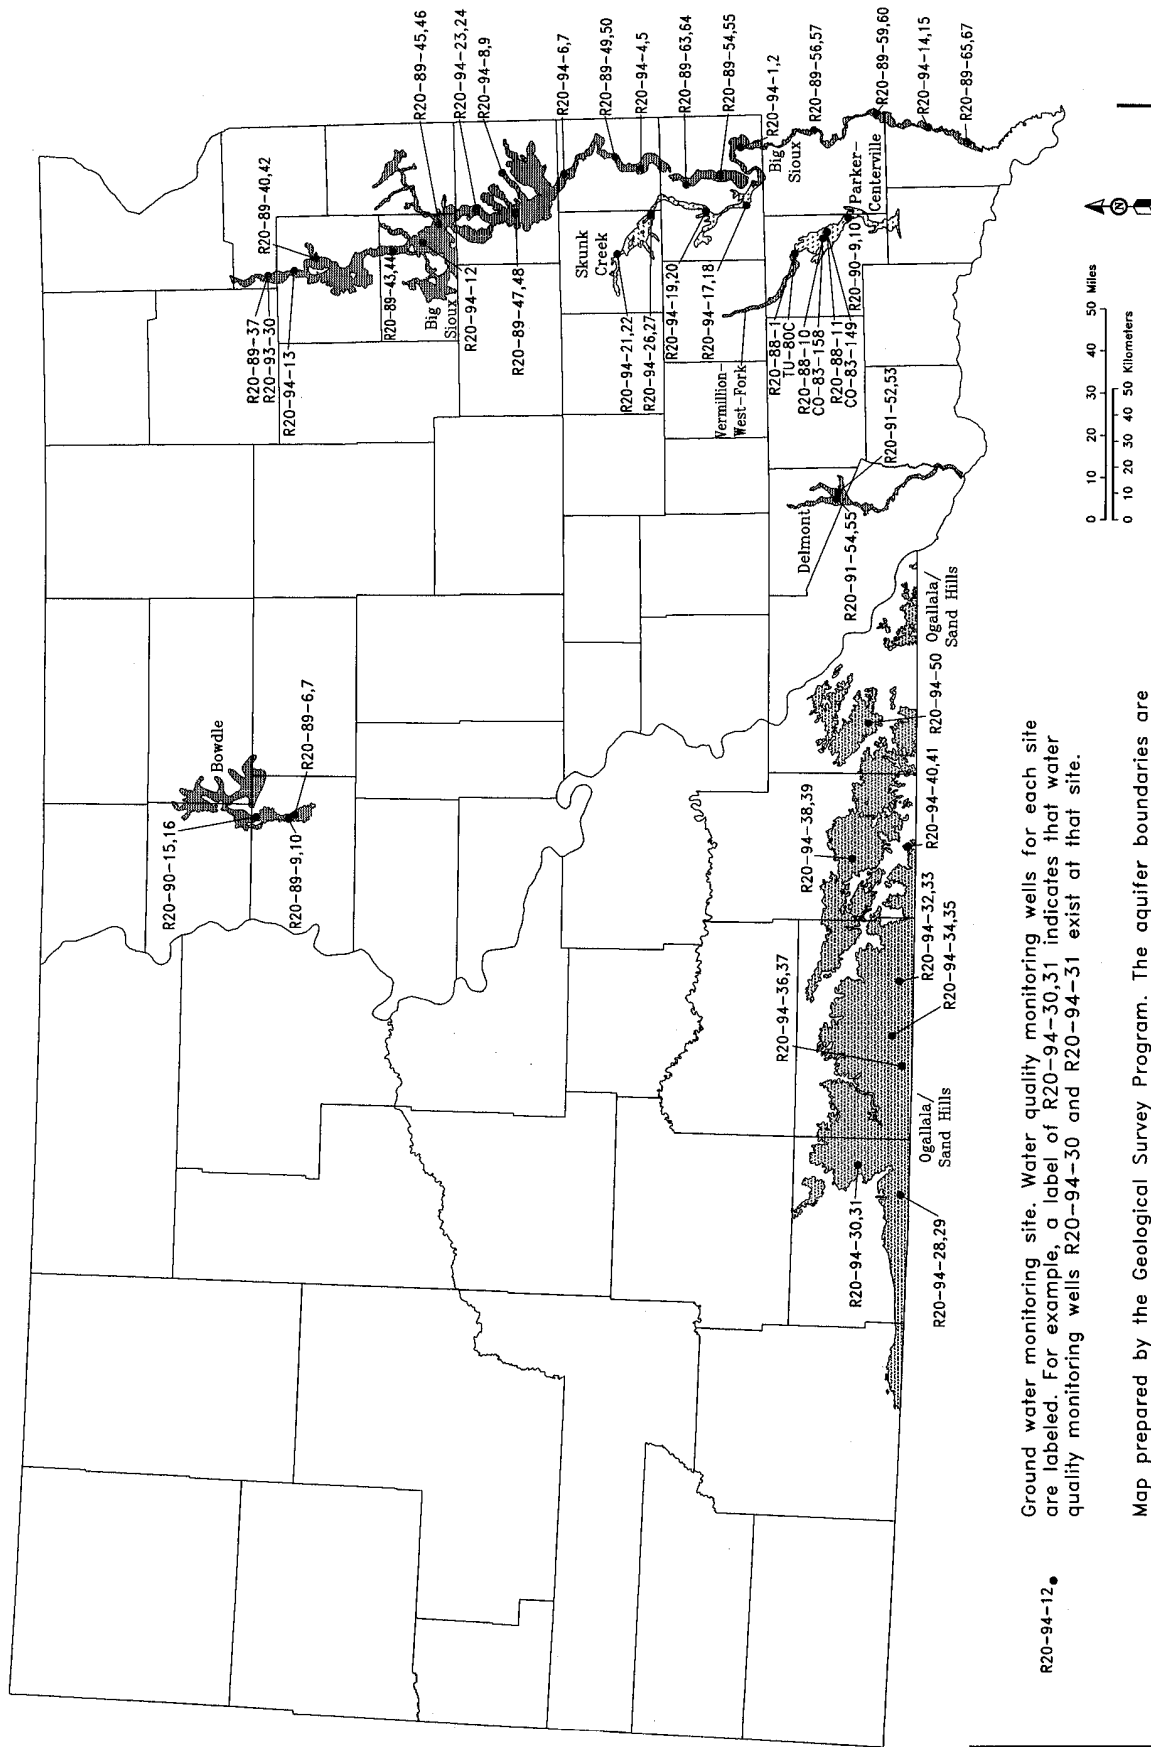 R20-89-37
R20-93-30
R20-94-13
R20-89-40,42
R20-89-43,44
Big
Sioux
R20-94-12
R20-89-47,48
R20-89-45,46
R20-94-23,24
R20-94-8,9
R20-94-6,7
R20-89-49,50
R20-94-4,5
R20-89-63,64
R20-89-54,55
R20-94-1,2
Big
Sioux
R20-89-56,57
R20-89-59,60
R20-94-14,15
R20-89-65,67
Skunk
Creek
R20-94-21,22
R20-94-26,27
R20-94-19,20
R20-94-17,18
Vermillion-
West-Fork
R20-88-1
TU-80C
R20-88-10
CO-83-158
R20-88-11
CO-83-149
R20-90-9,10
Parker-
Centerville
R20-90-15,16
Bowdle
R20-89-9,10
R20-89-6,7
Delmont
R20-91-54,55
R20-91-52,53
Ogallala/
Sand Hills
R20-94-50
R20-94-40,41
R20-94-38,39
R20-94-32,33
R20-94-34,35
R20-94-36,37
Ogallala/
Sand Hills
R20-94-30,31
R20-94-28,29
N
0 10 20 30 40 50 Miles
0 10 20 30 40 50 Kilometers
R20-94-12
Ground water monitoring site. Water quality monitoring wells for each site
are labeled. For example, a label of R20-94-30,31 indicates that water
quality monitoring wells R20-94-30 and R20-94-31 exist at that site.
Map prepared by the Geological Survey Program. The aquifer boundaries are